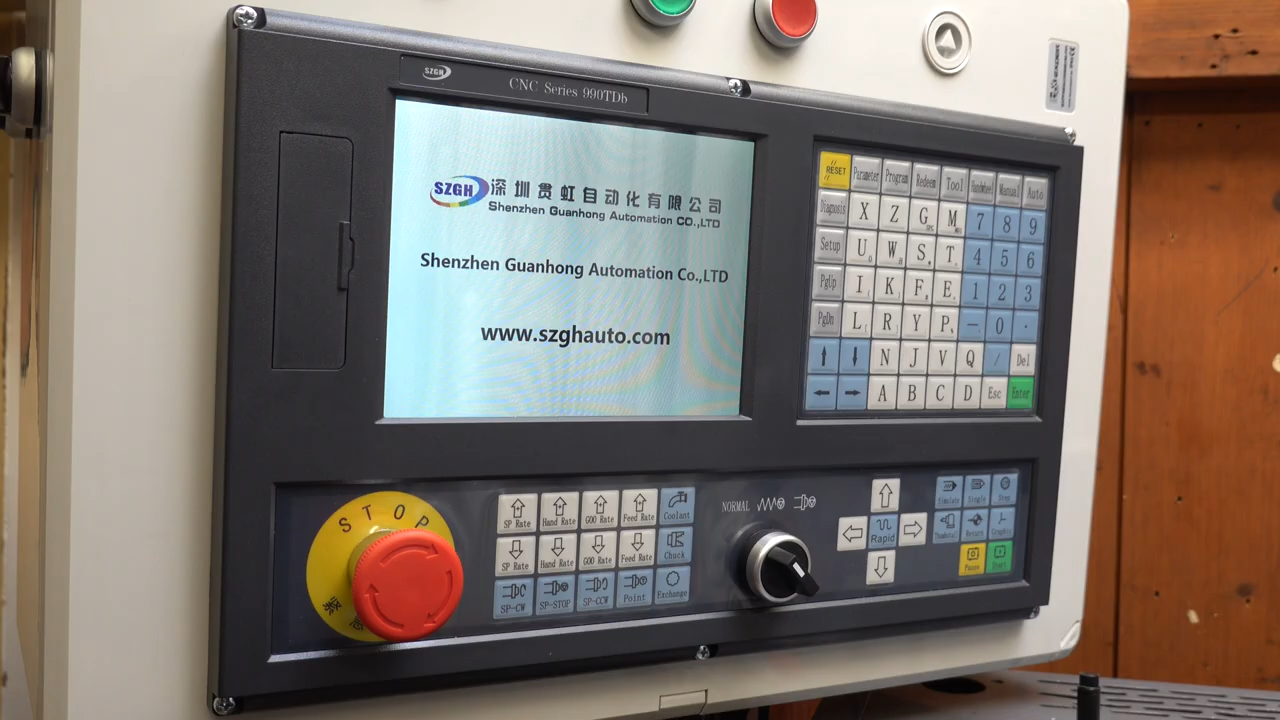 SZGH
CNC Series 990TDb
SZGH 深圳贯虹自动化有限公司
Shenzhen Guanhong Automation CO.,LTD
Shenzhen Guanhong Automation Co.,LTD
www.szghauto.com
RESET Parameter Program Redeem Tool Handwheel Manual Auto
Diagnosis X Z G M 7 8 9
Setup U W S T 4 5 6
PgUp I K F E 1 2 3
PgDn L R Y P — 0 .
N J V Q / Del
A B C D Esc Enter
STOP
SP Rate Hand Rate G00 Rate Feed Rate Coolant
SP Rate Hand Rate G00 Rate Feed Rate Chuck
SP-CW SP-STOP SP-CCW Point Exchange
NORMAL
Rapid
Simulate Single Step
Return Graphic
Pause Start